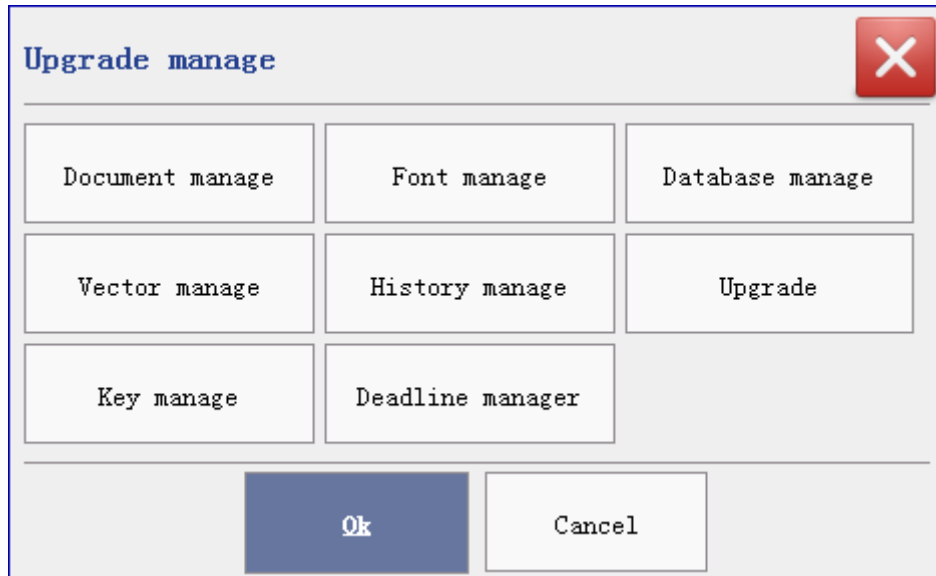 Upgrade manage
Document manage
Font manage
Database manage
Vector manage
History manage
Upgrade
Key manage
Deadline manager
Ok
Cancel